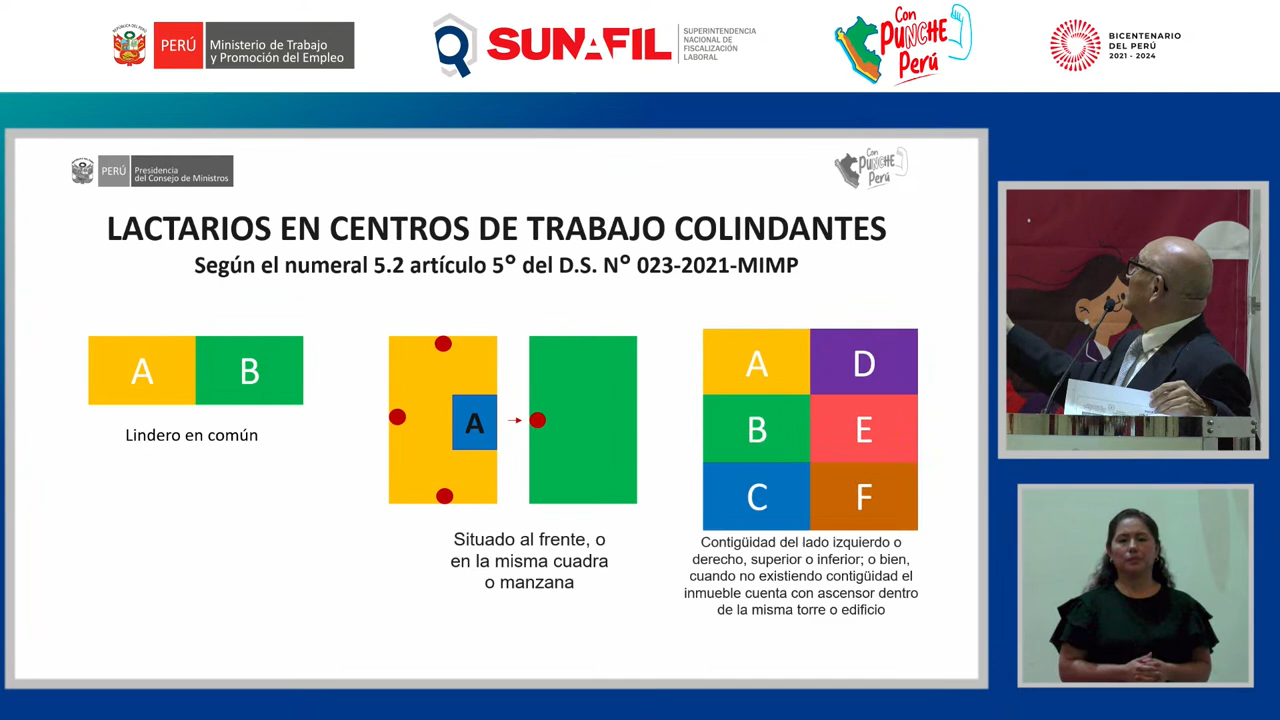 PERÚ
Ministerio de Trabajo
y Promoción del Empleo
SUNAFIL
SUPERINTENDENCIA
NACIONAL DE
FISCALIZACIÓN
LABORAL
Con
PUNCHE
Perú
BICENTENARIO
DEL PERÚ
2021 - 2024
PERÚ
Presidencia
del Consejo de Ministros
Con
PUNCHE
Perú
LACTARIOS EN CENTROS DE TRABAJO COLINDANTES
Según el numeral 5.2 artículo 5° del D.S. N° 023-2021-MIMP
A B
Lindero en común
A
Situado al frente, o
en la misma cuadra
o manzana
A D
B E
C F
Contigüidad del lado izquierdo o
derecho, superior o inferior; o bien,
cuando no existiendo contigüidad el
inmueble cuenta con ascensor dentro
de la misma torre o edificio